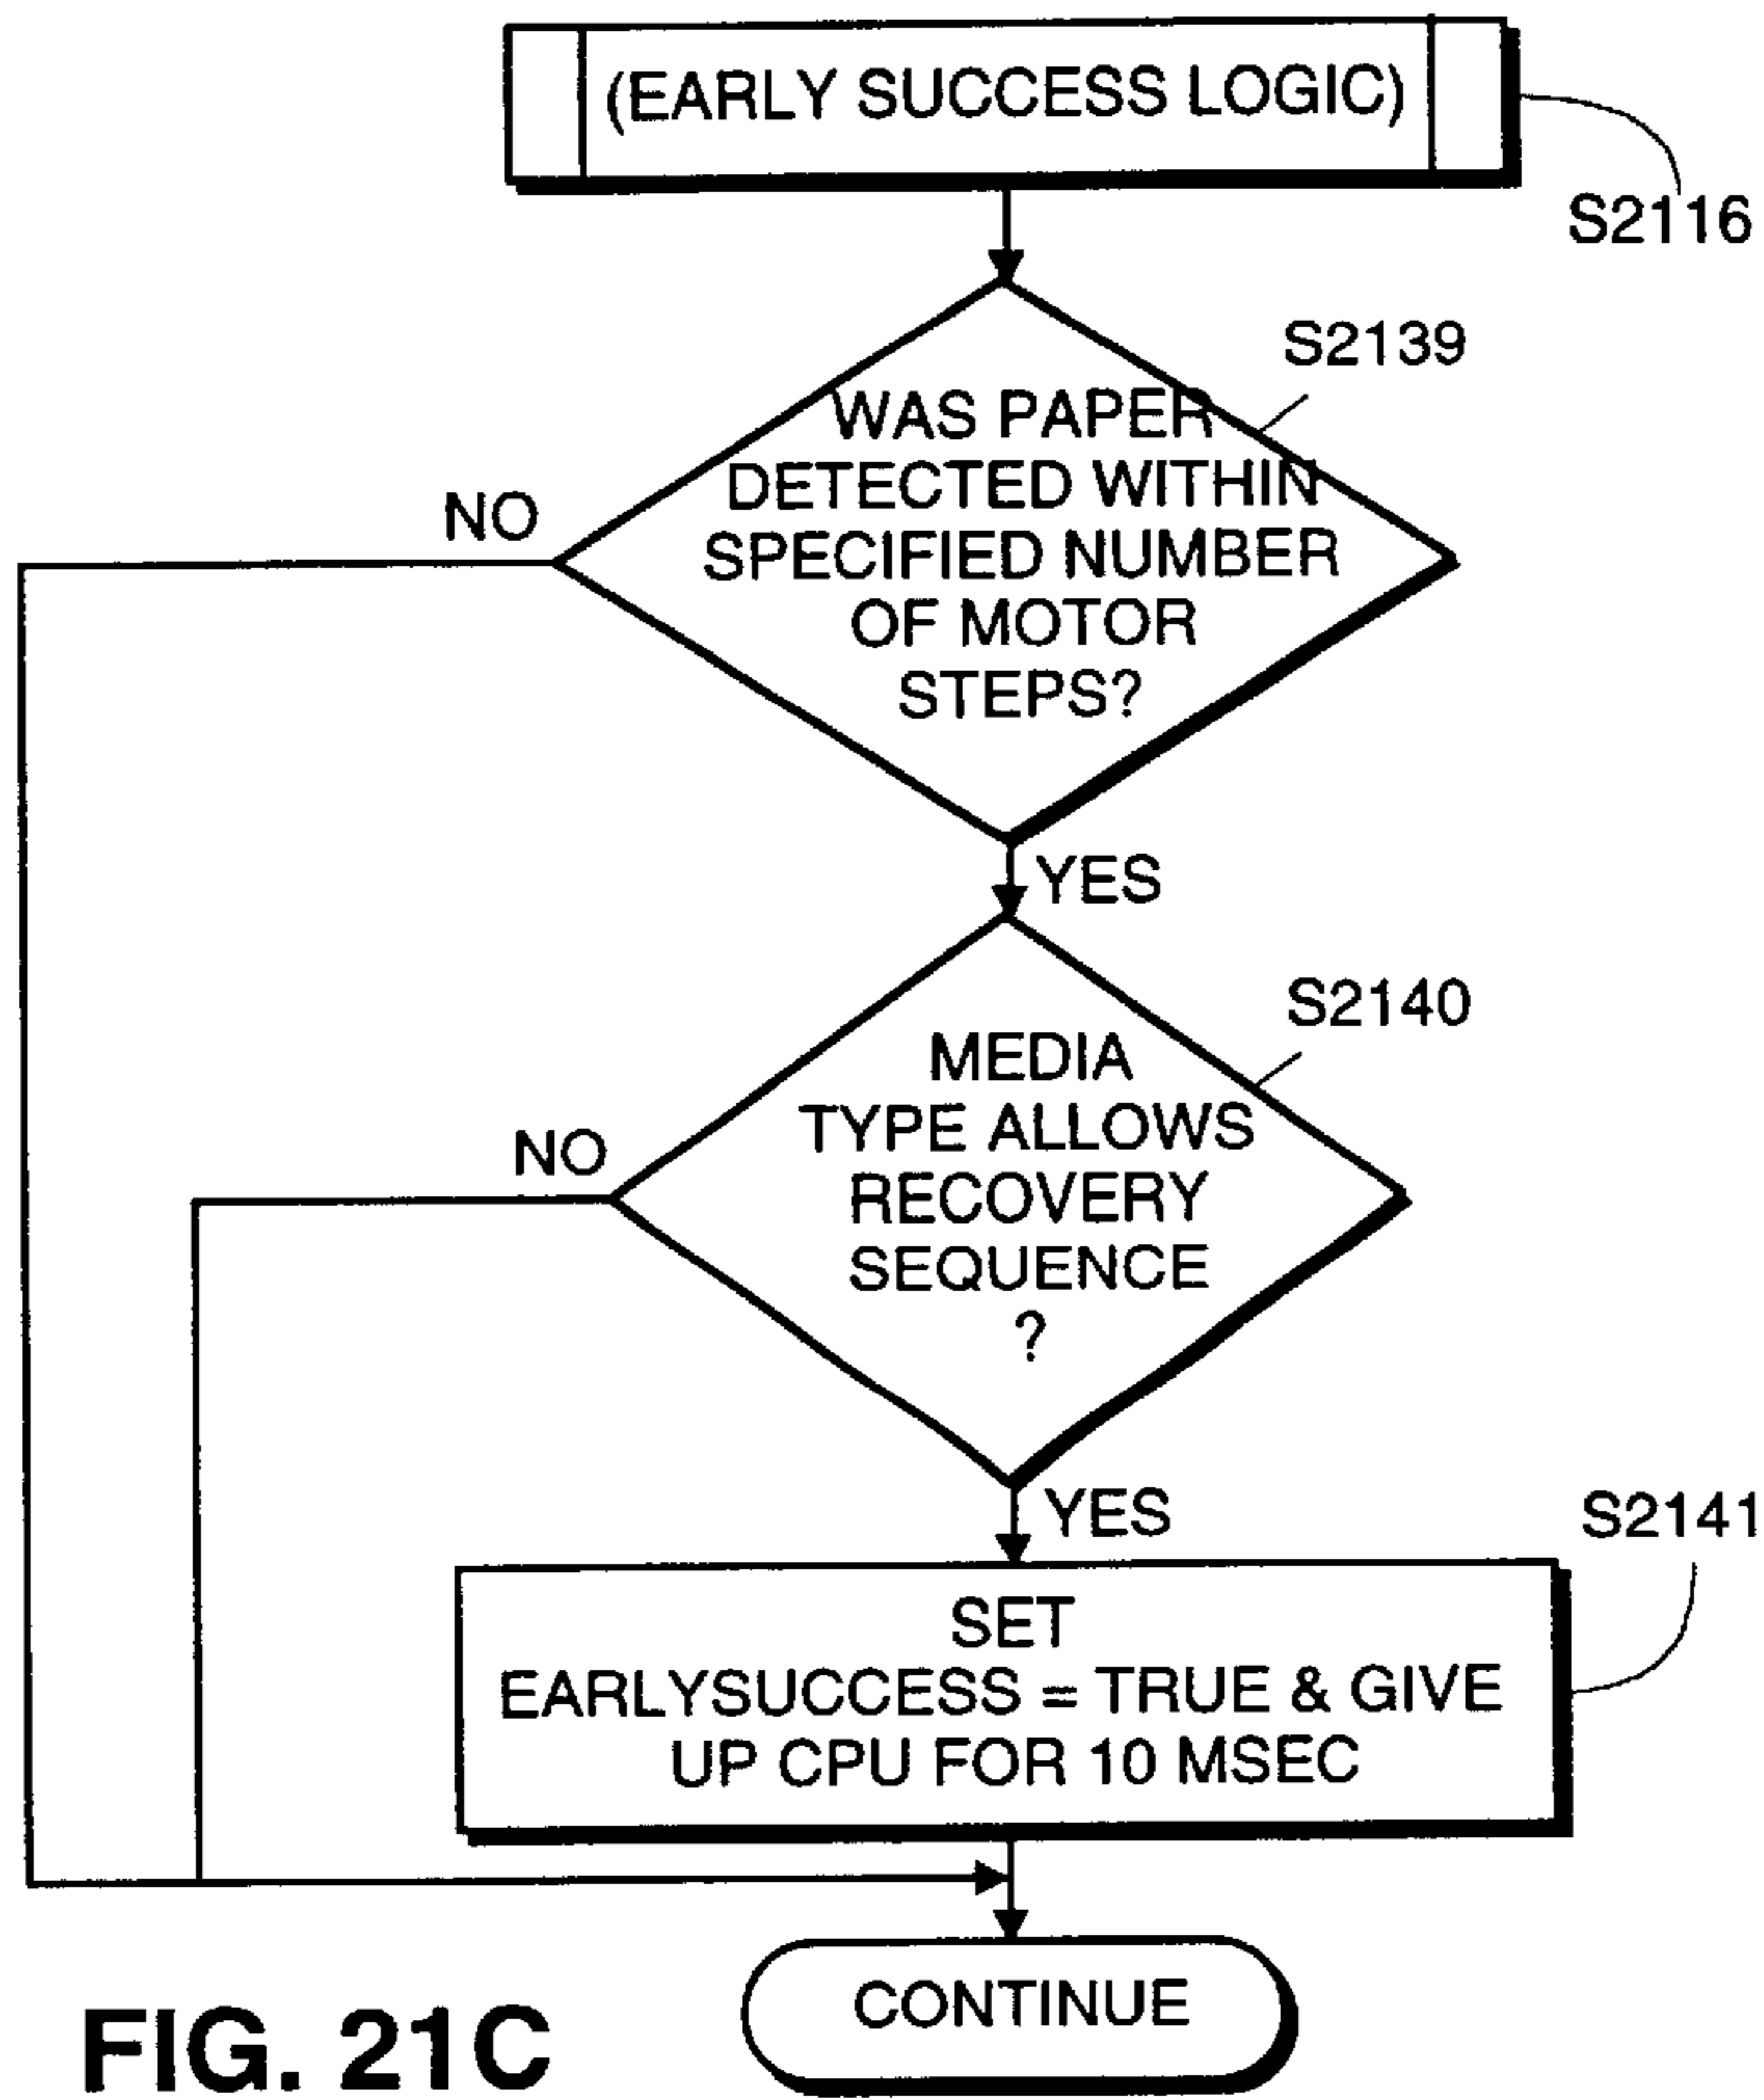 (EARLY SUCCESS LOGIC)
S2116
S2139
WAS PAPER
DETECTED WITHIN
SPECIFIED NUMBER
OF MOTOR
STEPS?
NO
YES
S2140
MEDIA
TYPE ALLOWS
RECOVERY
SEQUENCE
?
NO
YES
S2141
SET
EARLYSUCCESS = TRUE & GIVE
UP CPU FOR 10 MSEC
CONTINUE
FIG. 21C